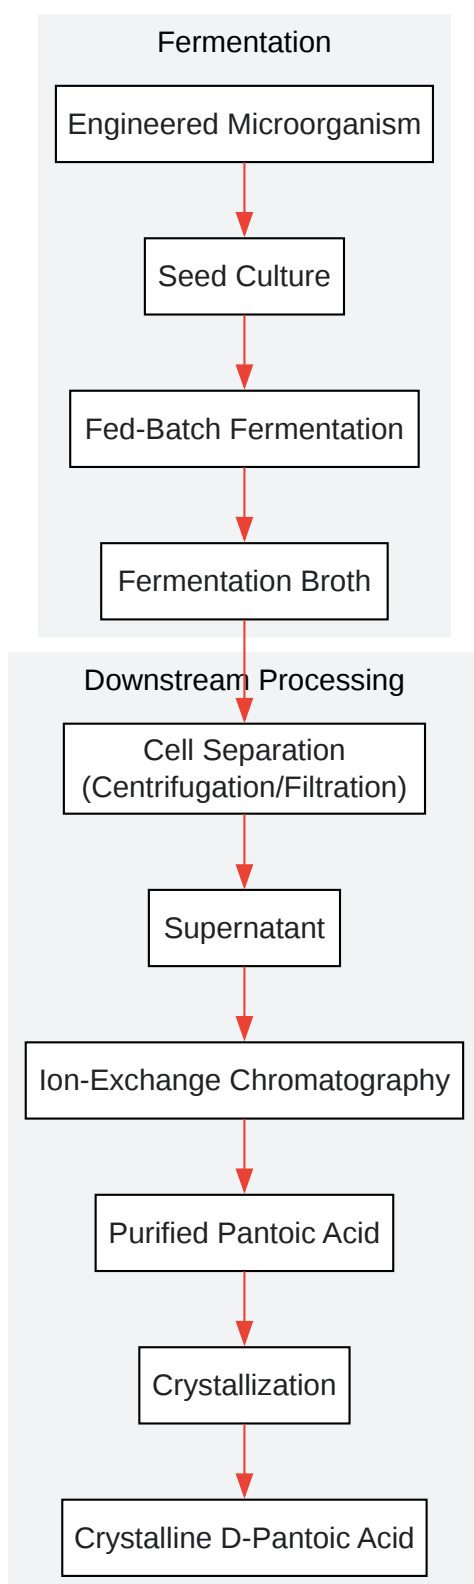 Fermentation
Engineered Microorganism
Seed Culture
Fed-Batch Fermentation
Fermentation Broth
Downstream Processing
Cell Separation
(Centrifugation/Filtration)
Supernatant
Ion-Exchange Chromatography
Purified Pantoic Acid
Crystallization
Crystalline D-Pantoic Acid